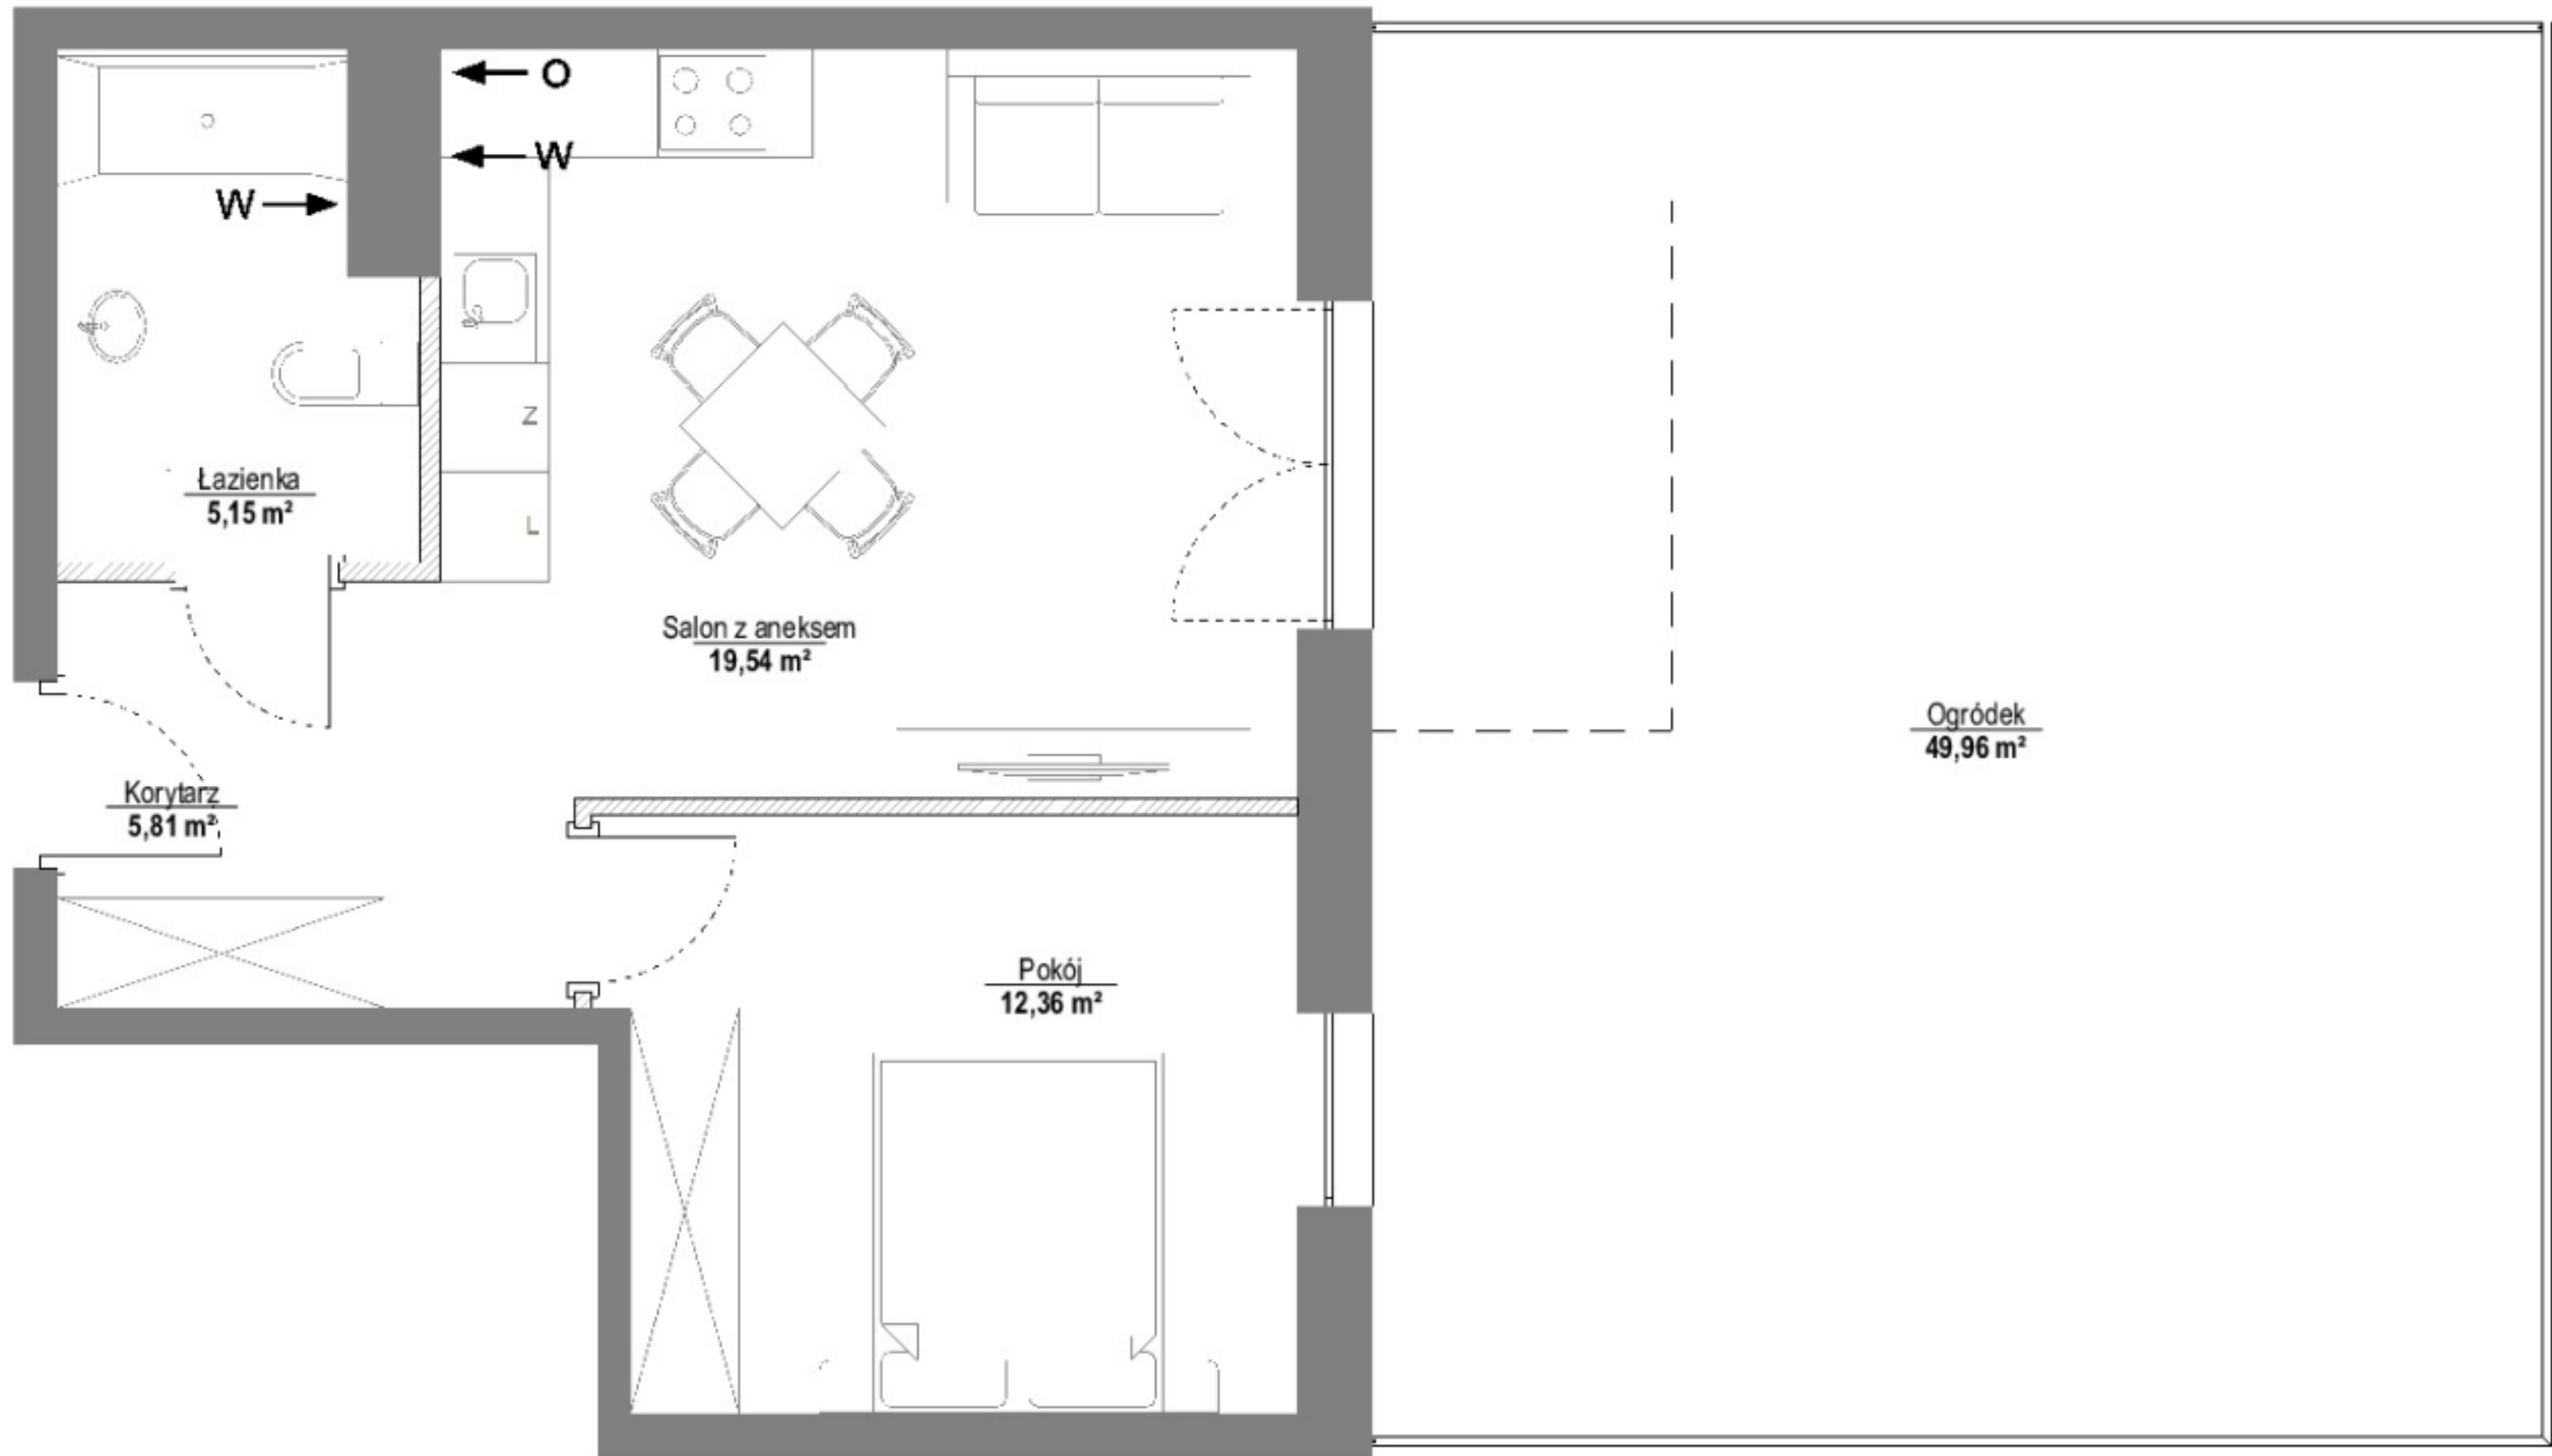 O
W
W
Z
Łazienka
5,15 m²
L
Salon z aneksem
19,54 m²
Ogródek
49,96 m²
Korytarz
5,81 m²
Pokój
12,36 m²